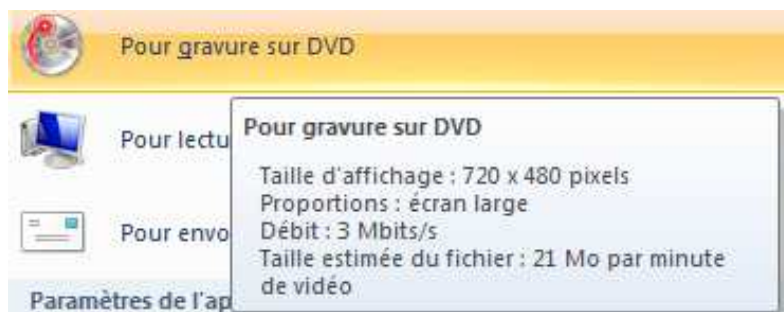 Pour gravure sur DVD
Pour lectu
Pour gravure sur DVD
Taille d'affichage : 720 x 480 pixels
Proportions : écran large
Débit : 3 Mbits/s
Taille estimée du fichier : 21 Mo par minute
de vidéo
Pour envo
Paramètres de l'ap